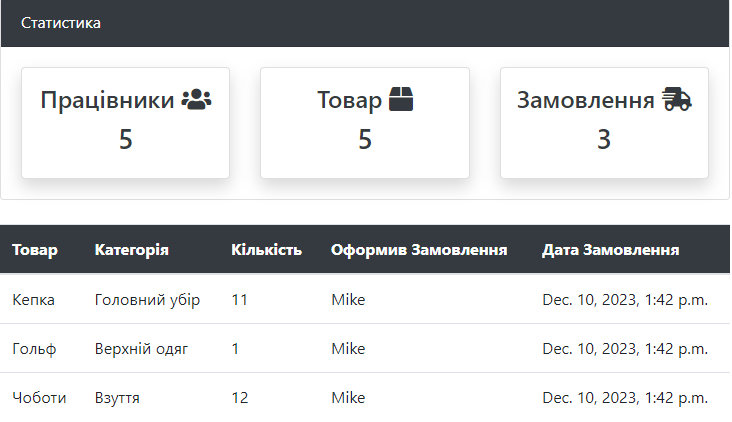 Статистика
Працівники Товар Замовлення
5 5 3
Товар Категорія Кількість Оформив Замовлення Дата Замовлення
Кепка Головний убір 11 Mike Dec. 10, 2023, 1:42 p.m.
Гольф Верхній одяг 1 Mike Dec. 10, 2023, 1:42 p.m.
Чоботи Взуття 12 Mike Dec. 10, 2023, 1:42 p.m.